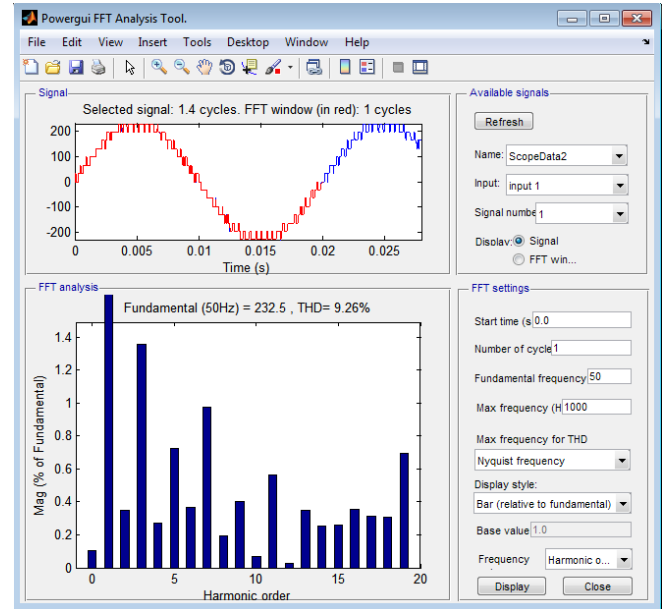 Powergui FFT Analysis Tool.
File Edit View Insert Tools Desktop Window Help
Signal
Selected signal: 1.4 cycles. FFT window (in red): 1 cycles
200
100
0
-100
-200
0 0.005 0.01 0.015 0.02 0.025
Time (s)
FFT analysis
Fundamental (50Hz) = 232.5 , THD= 9.26%
1.4
1.2
1
0.8
0.6
0.4
0.2
0
Mag (% of Fundamental)
0 5 10 15 20
Harmonic order
Available signals
Refresh
Name: ScopeData2
Input: input 1
Signal numbe 1
Display: Signal
FFT win...
FFT settings
Start time (s 0.0
Number of cycle 1
Fundamental frequency 50
Max frequency (H 1000
Max frequency for THD
Nyquist frequency
Display style:
Bar (relative to fundamental)
Base value 1.0
Frequency Harmonic o...
Display Close